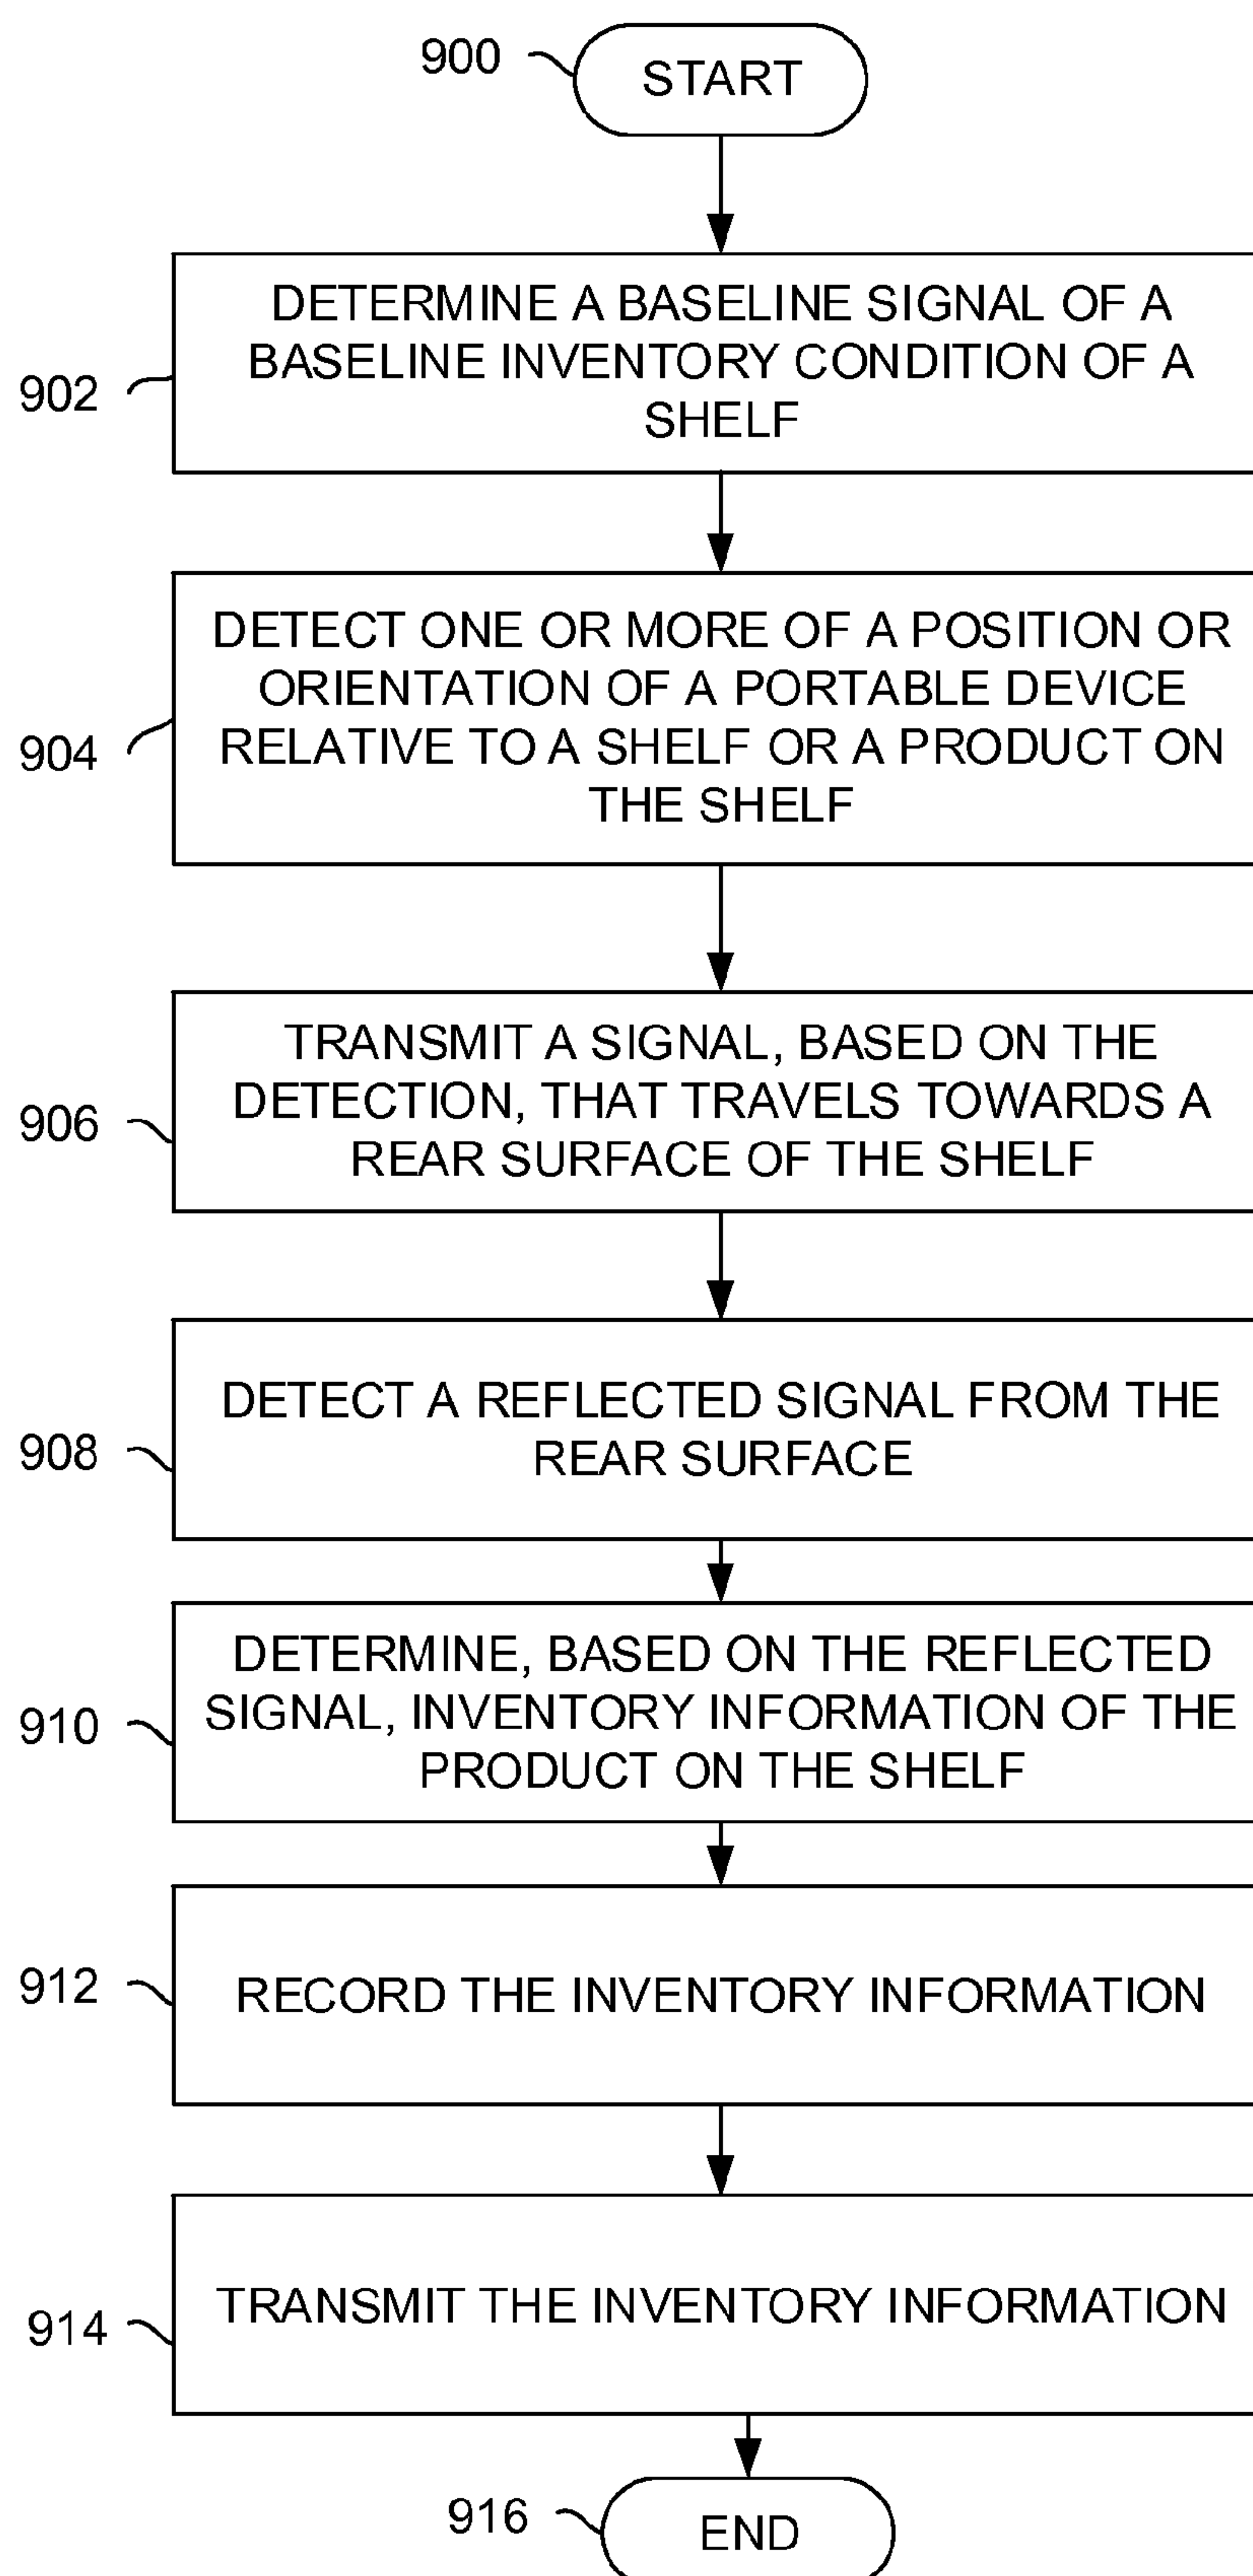 900
START
902
DETERMINE A BASELINE SIGNAL OF A
BASELINE INVENTORY CONDITION OF A
SHELF
904
DETECT ONE OR MORE OF A POSITION OR
ORIENTATION OF A PORTABLE DEVICE
RELATIVE TO A SHELF OR A PRODUCT ON
THE SHELF
906
TRANSMIT A SIGNAL, BASED ON THE
DETECTION, THAT TRAVELS TOWARDS A
REAR SURFACE OF THE SHELF
908
DETECT A REFLECTED SIGNAL FROM THE
REAR SURFACE
910
DETERMINE, BASED ON THE REFLECTED
SIGNAL, INVENTORY INFORMATION OF THE
PRODUCT ON THE SHELF
912
RECORD THE INVENTORY INFORMATION
914
TRANSMIT THE INVENTORY INFORMATION
916
END